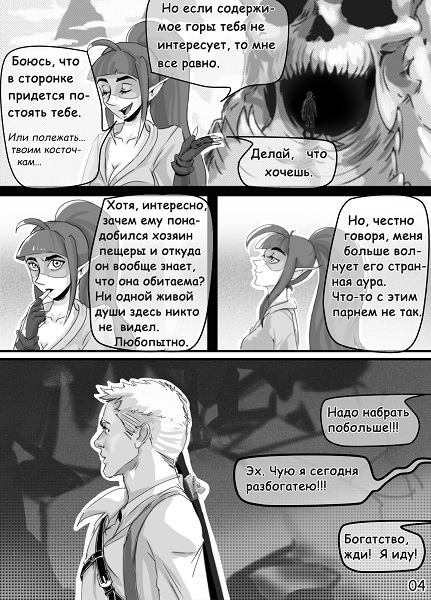 Боюсь, что
в сторонке
придется по-
стоять тебе.
Или полежать...
твоим косточ-
кам...
Но если содержи-
мое горы тебя не
интересует, то мне
все равно.
Делай, что
хочешь.
Хотя, интересно,
зачем ему пона-
добился хозяин
пещеры и откуда
он вообще знает,
что она обитаема?
Ни одной живой
души здесь никто
не видел.
Любопытно.
Но, честно
говоря, меня
больше вол-
нует его стран-
ная аура.
Что-то с этим
парнем не так.
Надо набрать
побольше!!!
Эх. Чую я сегодня
разбогатею!!!
Богатство,
жди! Я иду!
04